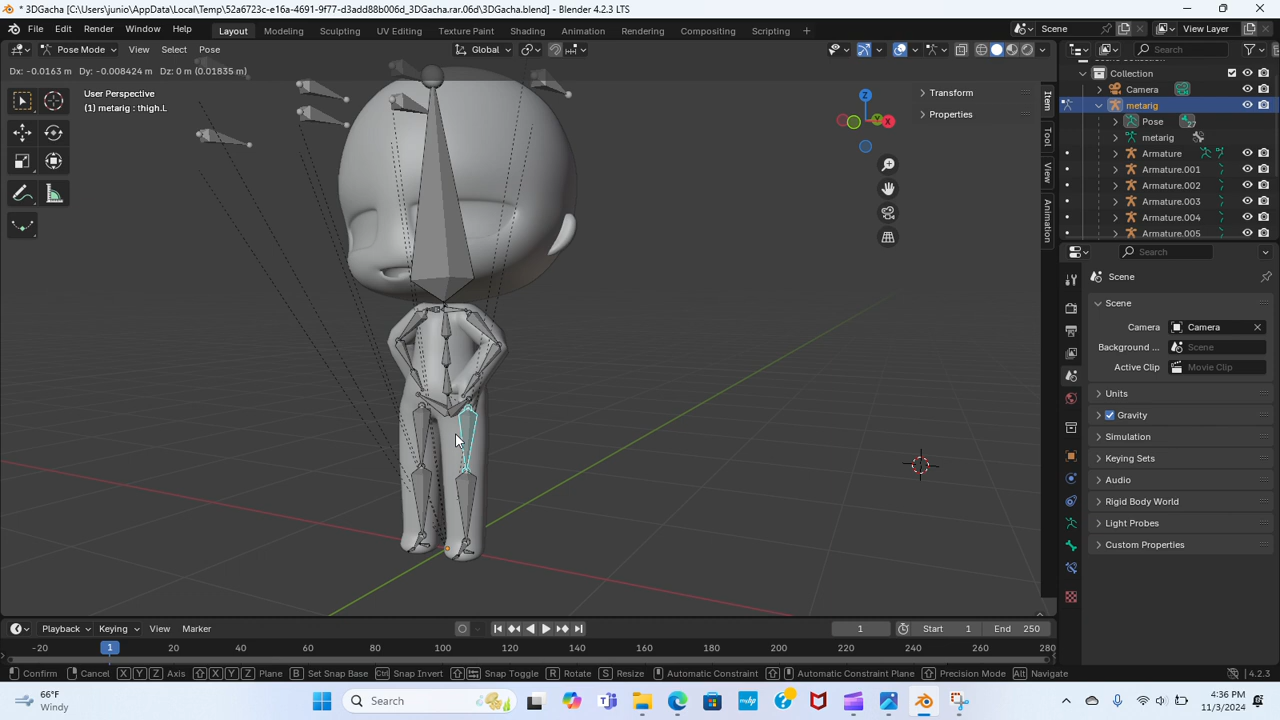 * 3DGacha [C:\Users\junio\AppData\Local\Temp\52a6723c-e16a-4691-9f77-d3add88b006d_3DGacha.rar.06d\3DGacha.blend] - Blender 4.2.3 LTS
File Edit Render Window Help Layout Modeling Sculpting UV Editing Texture Paint Shading Animation Rendering Compositing Scripting + Scene View Layer
Pose Mode View Select Pose Global Search
Dx: -0.0163 m Dy: -0.008424 m Dz: 0 m (0.01835 m)
User Perspective
(1) metarig : thigh.L
Transform
Properties
Z
Y
X
Item
Tool
View
Animation
Collection
Camera
metarig
Pose
metarig
Armature
Armature.001
Armature.002
Armature.003
Armature.004
Armature.005
Search
Scene
Scene
Camera Camera
Background ... Scene
Active Clip Movie Clip
Units
Gravity
Simulation
Keying Sets
Audio
Rigid Body World
Light Probes
Custom Properties
Playback Keying View Marker 1 Start 1 End 250
-20 1 20 40 60 80 100 120 140 160 180 200 220 240 260 280
Confirm Cancel X Y Z Axis X Y Z Plane B Set Snap Base Ctrl Snap Invert Snap Toggle G Move R Rotate S Resize Automatic Constraint Automatic Constraint Plane Precision Mode Alt Navigate 4.2.3
66°F
Windy
Search
4:36 PM
11/3/2024